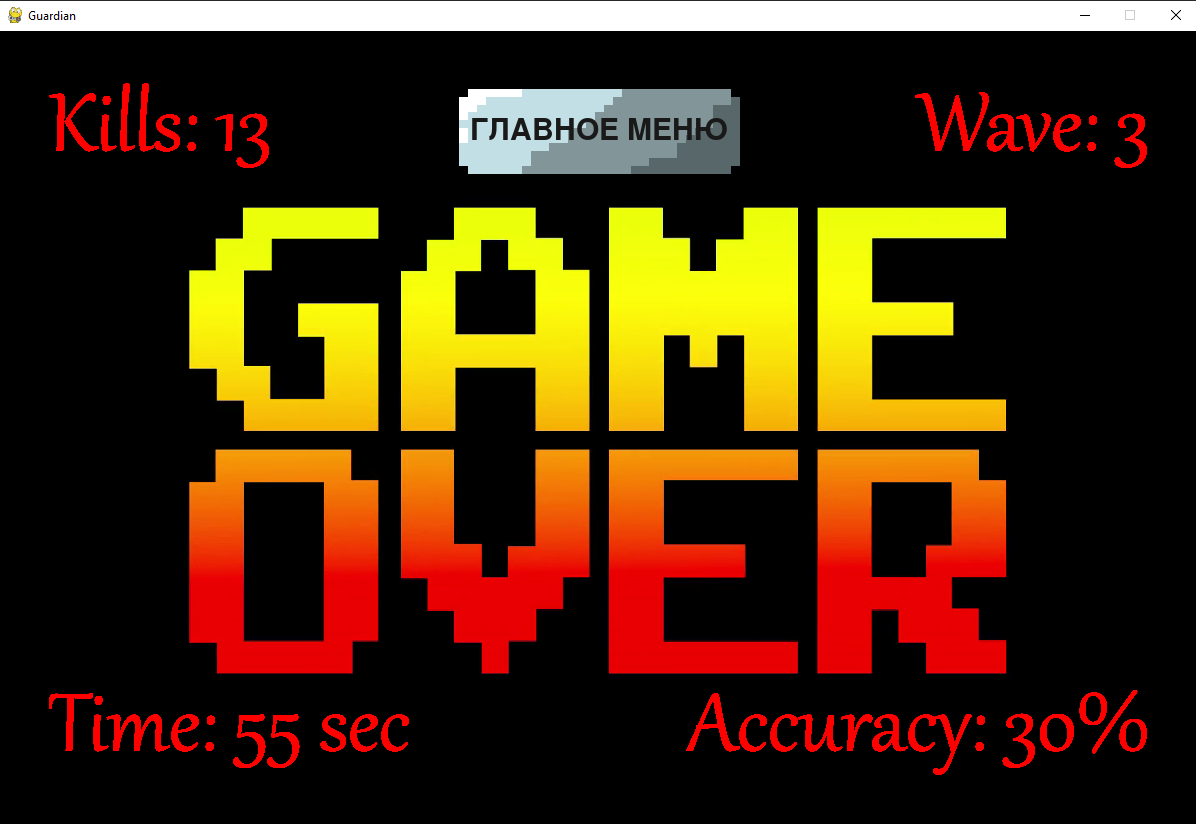 Guardian
Kills: 13
ГЛАВНОЕ МЕНЮ
Wave: 3
GAME
OVER
Time: 55 sec
Accuracy: 30%